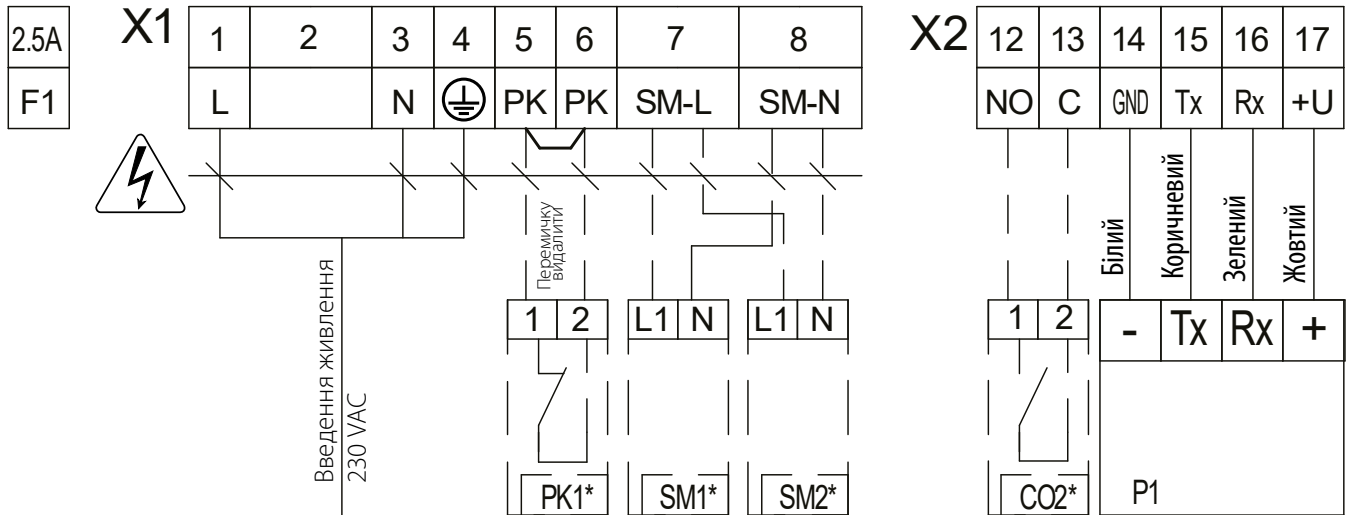 2.5A X1 1 2 3 4 5 6 7 8 X2 12 13 14 15 16 17
F1 L N PK PK SM-L SM-N NO C GND Tx Rx +U
Перемичку
видалити
Білий
Коричневий
Зелений
Жовтий
Введення живлення
230 VAC
1 2 L1 N L1 N 1 2 - Tx Rx +
PK1* SM1* SM2* CO2* P1